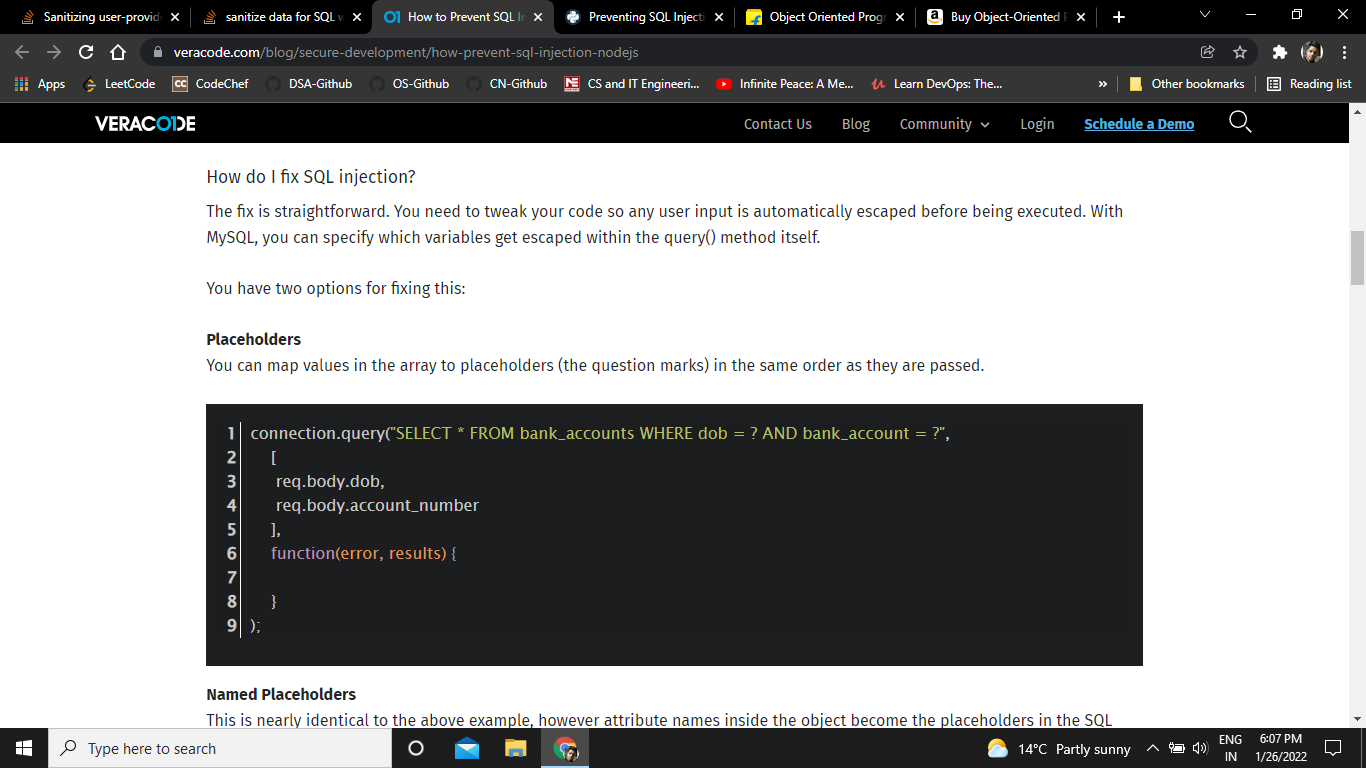 Sanitizing user-provid
sanitize data for SQL w
How to Prevent SQL In
Preventing SQL Injecti
Object Oriented Prog
Buy Object-Oriented P
veracode.com/blog/secure-development/how-prevent-sql-injection-nodejs
Apps
LeetCode
CC CodeChef
DSA-Github
OS-Github
CN-Github
CS and IT Engineeri...
Infinite Peace: A Me...
Learn DevOps: The...
»
Other bookmarks
Reading list
VERACODE
Contact Us
Blog
Community
Login
Schedule a Demo
How do I fix SQL injection?
The fix is straightforward. You need to tweak your code so any user input is automatically escaped before being executed. With
MySQL, you can specify which variables get escaped within the query() method itself.
You have two options for fixing this:
Placeholders
You can map values in the array to placeholders (the question marks) in the same order as they are passed.
1 connection.query("SELECT * FROM bank_accounts WHERE dob = ? AND bank_account = ?",
2 [
3 req.body.dob,
4 req.body.account_number
5 ],
6 function(error, results) {
7
8 }
9 );
Named Placeholders
This is nearly identical to the above example, however attribute names inside the object become the placeholders in the SQL
Type here to search
14°C Partly sunny
ENG
IN
6:07 PM
1/26/2022